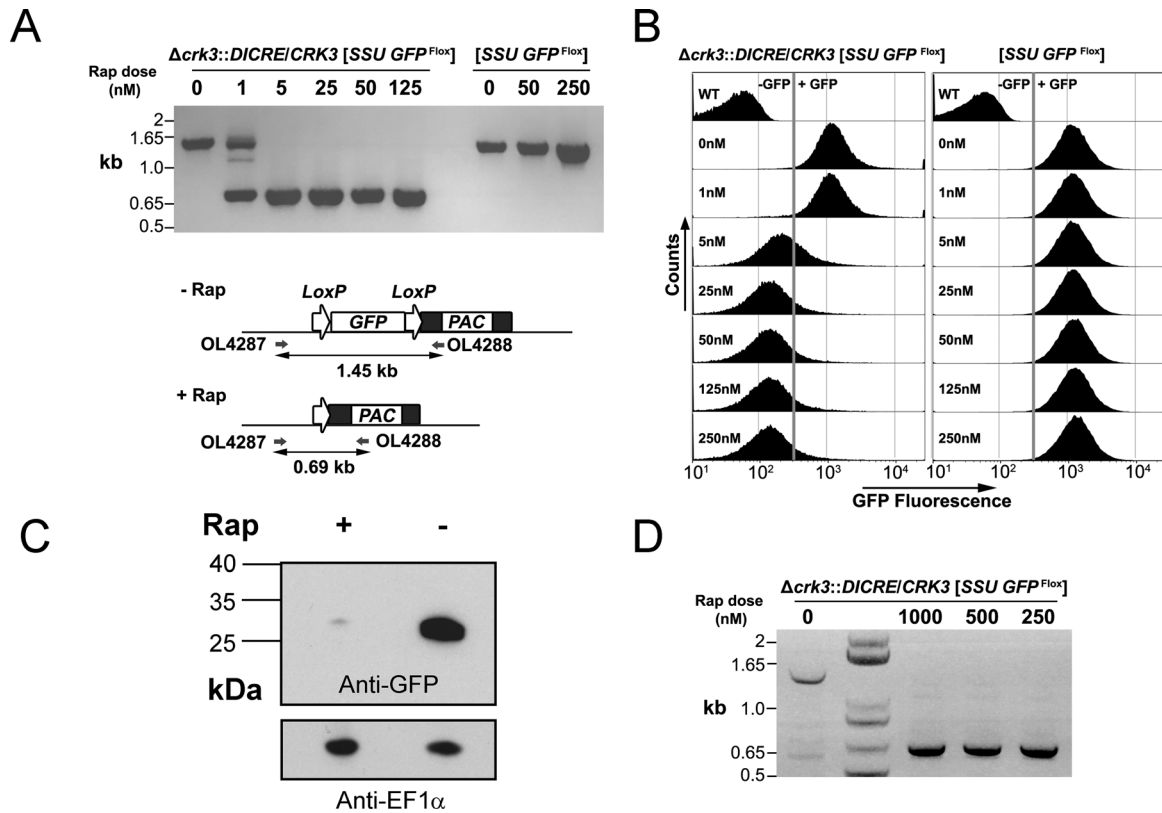 A
Δcrk3::DICRE/CRK3 [SSU GFP Flox] [SSU GFP Flox]
Rap dose (nM)
0 1 5 25 50 125 0 50 250
kb
2
1.65
1.0
0.65
0.5
- Rap
LoxP LoxP
GFP PAC
OL4287 OL4288
1.45 kb
+ Rap
PAC
OL4287 OL4288
0.69 kb
B
Δcrk3::DICRE/CRK3 [SSU GFP Flox] [SSU GFP Flox]
WT -GFP + GFP WT -GFP + GFP
0nM 0nM
1nM 1nM
5nM 5nM
25nM 25nM
50nM 50nM
125nM 125nM
250nM 250nM
Counts
10¹ 10² 10³ 10⁴ 10¹ 10² 10³ 10⁴
GFP Fluorescence
C
Rap + -
40
35
25
kDa
Anti-GFP
Anti-EF1α
D
Δcrk3::DICRE/CRK3 [SSU GFP Flox]
Rap dose (nM)
0 1000 500 250
kb
2
1.65
1.0
0.65
0.5